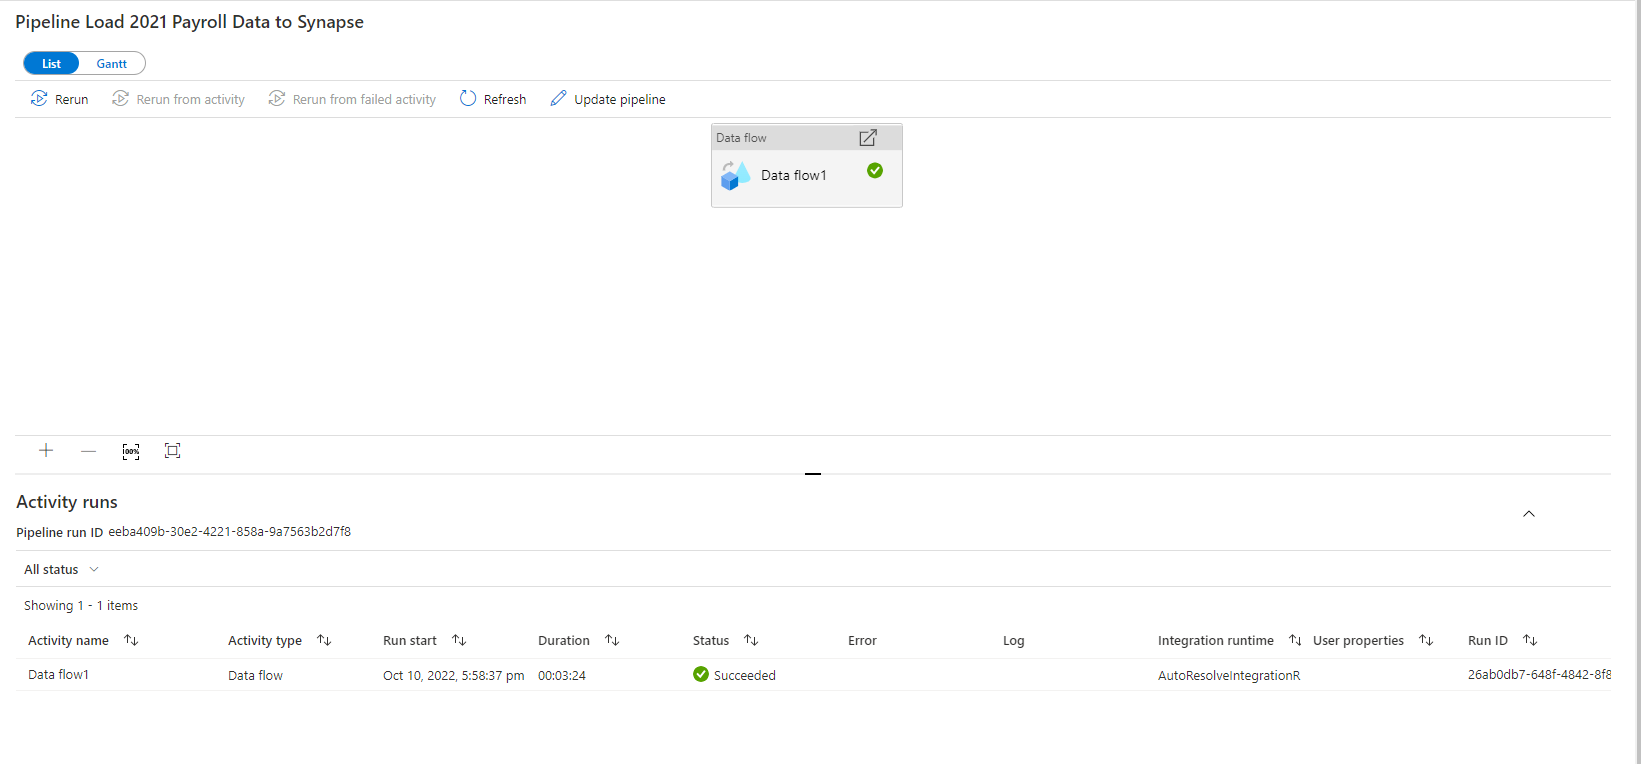 Pipeline Load 2021 Payroll Data to Synapse
List Gantt
Rerun Rerun from activity Rerun from failed activity Refresh Update pipeline
Data flow
Data flow1
100%
Activity runs
Pipeline run ID eeba409b-30e2-4221-858a-9a7563b2d7f8
All status
Showing 1 - 1 items
Activity name Activity type Run start Duration Status Error Log Integration runtime User properties Run ID
Data flow1 Data flow Oct 10, 2022, 5:58:37 pm 00:03:24 Succeeded AutoResolveIntegrationR 26ab0db7-648f-4842-8f8